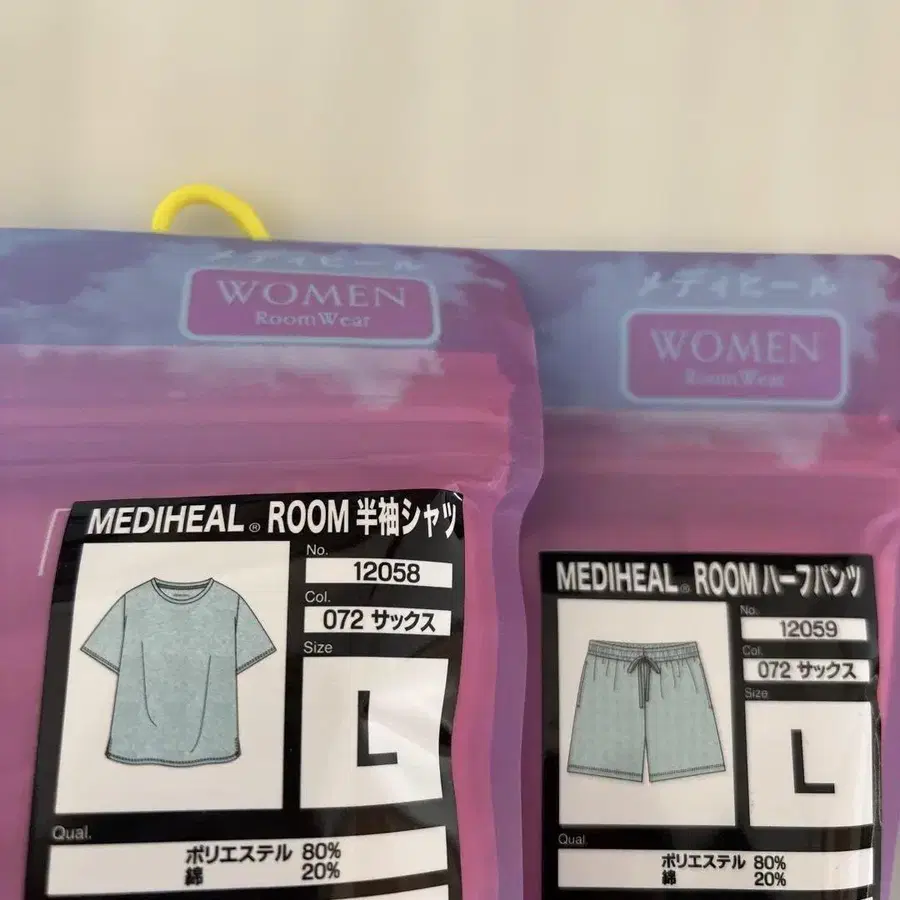 メディヒール
WOMEN
RoomWear
MEDIHEAL® ROOM 半袖シャツ
No.
12058
Col.
072 サックス
Size
L
Qual.
ポリエステル 80%
綿 20%
メディヒール
WOMEN
RoomWear
MEDIHEAL® ROOM ハーフパンツ
No.
12059
Col.
072 サックス
Size
L
Qual.
ポリエステル 80%
綿 20%